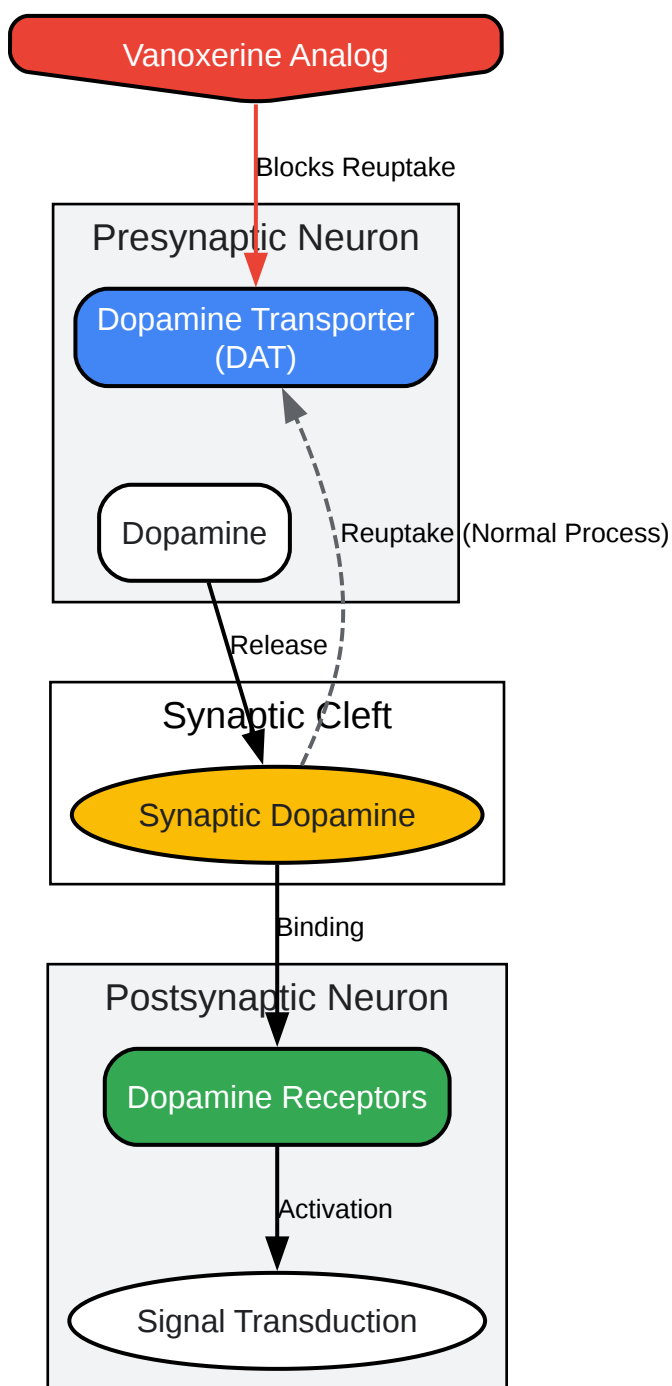 Vanoxerine Analog
Blocks Reuptake
Presynaptic Neuron
Dopamine Transporter
(DAT)
Dopamine
Reuptake (Normal Process)
Release
Synaptic Cleft
Synaptic Dopamine
Binding
Postsynaptic Neuron
Dopamine Receptors
Activation
Signal Transduction